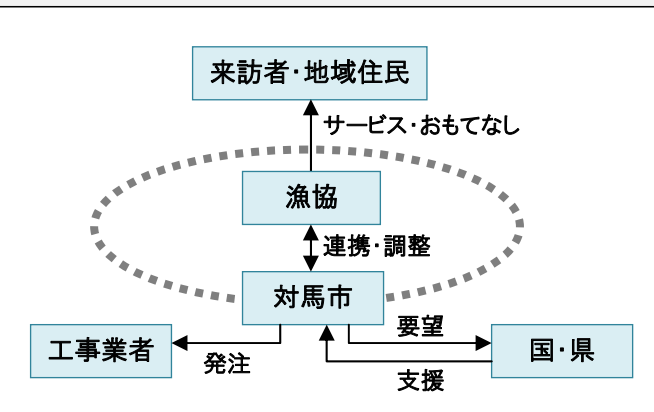 来訪者・地域住民
サービス・おもてなし
漁協
連携・調整
対馬市
要望
工事業者
発注
国・県
支援